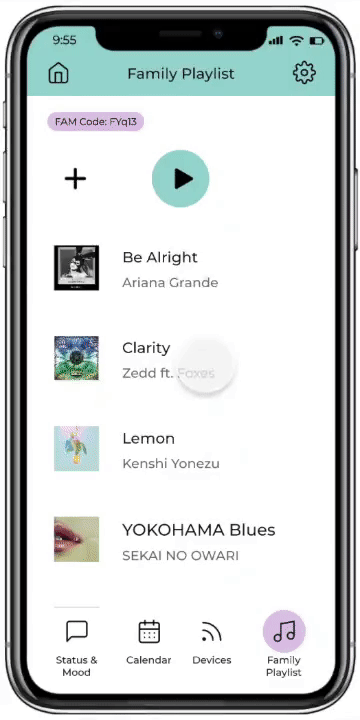 9:55
Family Playlist
FAM Code: FYq13
Be Alright
Ariana Grande
Clarity
Zedd ft. Foxes
Lemon
Kenshi Yonezu
YOKOHAMA Blues
SEKAI NO OWARI
Status &
Mood
Calendar
Devices
Family
Playlist